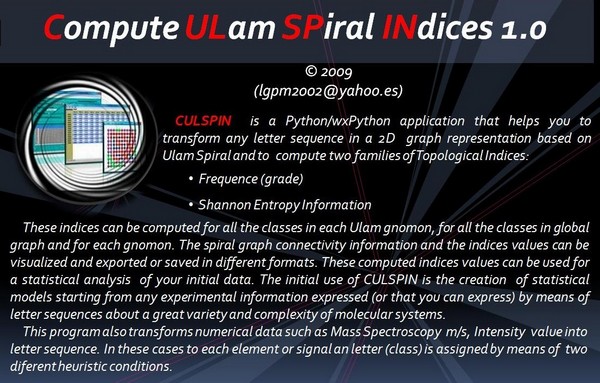 Compute ULam SPiral INdices 1.0
© 2009
(lgpm2002@yahoo.es)
CULSPIN is a Python/wxPython application that helps you to
transform any letter sequence in a 2D graph representation based on
Ulam Spiral and to compute two families of Topological Indices:
• Frequence (grade)
• Shannon Entropy Information
These indices can be computed for all the classes in each Ulam gnomon, for all the classes in global
graph and for each gnomon. The spiral graph connectivity information and the indices values can be
visualized and exported or saved in different formats. These computed indices values can be used for
a statistical analysis of your initial data. The initial use of CULSPIN is the creation of statistical
models starting from any experimental information expressed (or that you can express) by means of
letter sequences about a great variety and complexity of molecular systems.
This program also transforms numerical data such as Mass Spectroscopy m/s, Intensity value into
letter sequence. In these cases to each element or signal an letter (class) is assigned by means of two
diferent heuristic conditions.